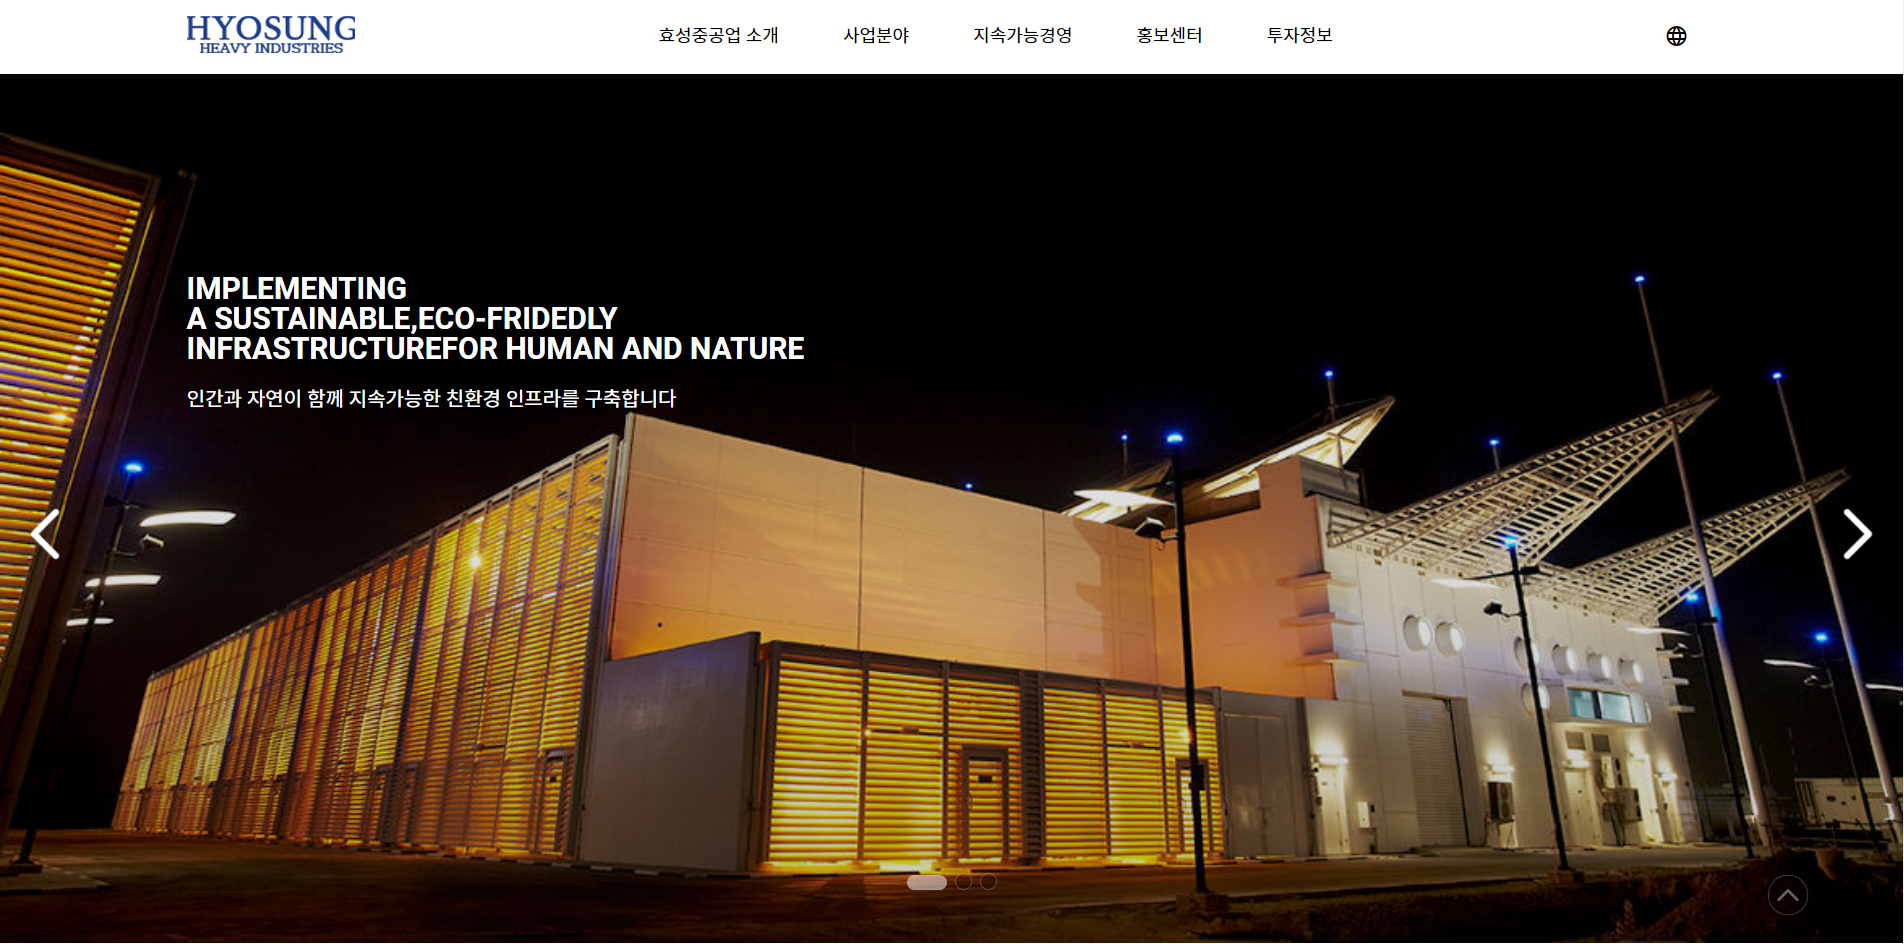 HYOSUNG
HEAVY INDUSTRIES
효성중공업 소개
사업분야
지속가능경영
홍보센터
투자정보
IMPLEMENTING
A SUSTAINABLE,ECO-FRIDEDLY
INFRASTRUCTUREFOR HUMAN AND NATURE
인간과 자연이 함께 지속가능한 친환경 인프라를 구축합니다